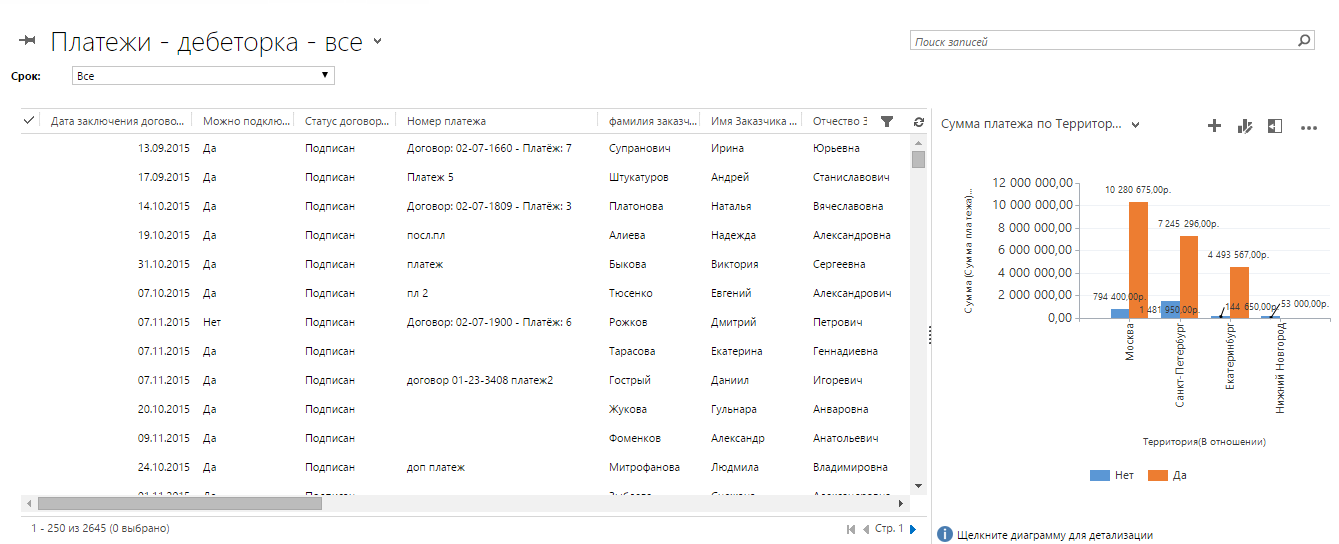 Платежи - дебеторка - все
Поиск записей
Срок: Все
Дата заключения догово... Можно подклю... Статус договор... Номер платежа фамилия заказч... Имя Заказчика ... Отчество З
13.09.2015 Да Подписан Договор: 02-07-1660 - Платёж: 7 Супранович Ирина Юрьевна
17.09.2015 Да Подписан Платеж 5 Штукатуров Андрей Станиславович
14.10.2015 Да Подписан Договор: 02-07-1809 - Платёж: 3 Платонова Наталья Вячеславовна
19.10.2015 Да Подписан посл.пл Алиева Надежда Александровна
31.10.2015 Да Подписан платеж Быкова Виктория Сергеевна
07.10.2015 Да Подписан пл 2 Тюсенко Евгений Александрович
07.11.2015 Нет Подписан Договор: 02-07-1900 - Платёж: 6 Рожков Дмитрий Петрович
07.11.2015 Да Подписан Тарасова Екатерина Геннадиевна
07.11.2015 Да Подписан договор 01-23-3408 платеж2 Гострый Даниил Игоревич
20.10.2015 Да Подписан Жукова Гульнара Анваровна
09.11.2015 Да Подписан Фоменков Александр Анатольевич
24.10.2015 Да Подписан доп платеж Митрофанова Людмила Владимировна
1 - 250 из 2645 (0 выбрано)
Стр. 1
Сумма платежа по Территор...
Сумма (Сумма платежа)...
12 000 000,00
10 000 000,00
8 000 000,00
6 000 000,00
4 000 000,00
2 000 000,00
0,00
10 280 675,00р.
7 245 296,00р.
4 493 567,00р.
794 400,00р.
1 481 950,00р.
144 650,00р.
53 000,00р.
Москва
Санкт-Петербург
Екатеринбург
Нижний Новгород
Территория(В отношении)
Нет Да
Щелкните диаграмму для детализации